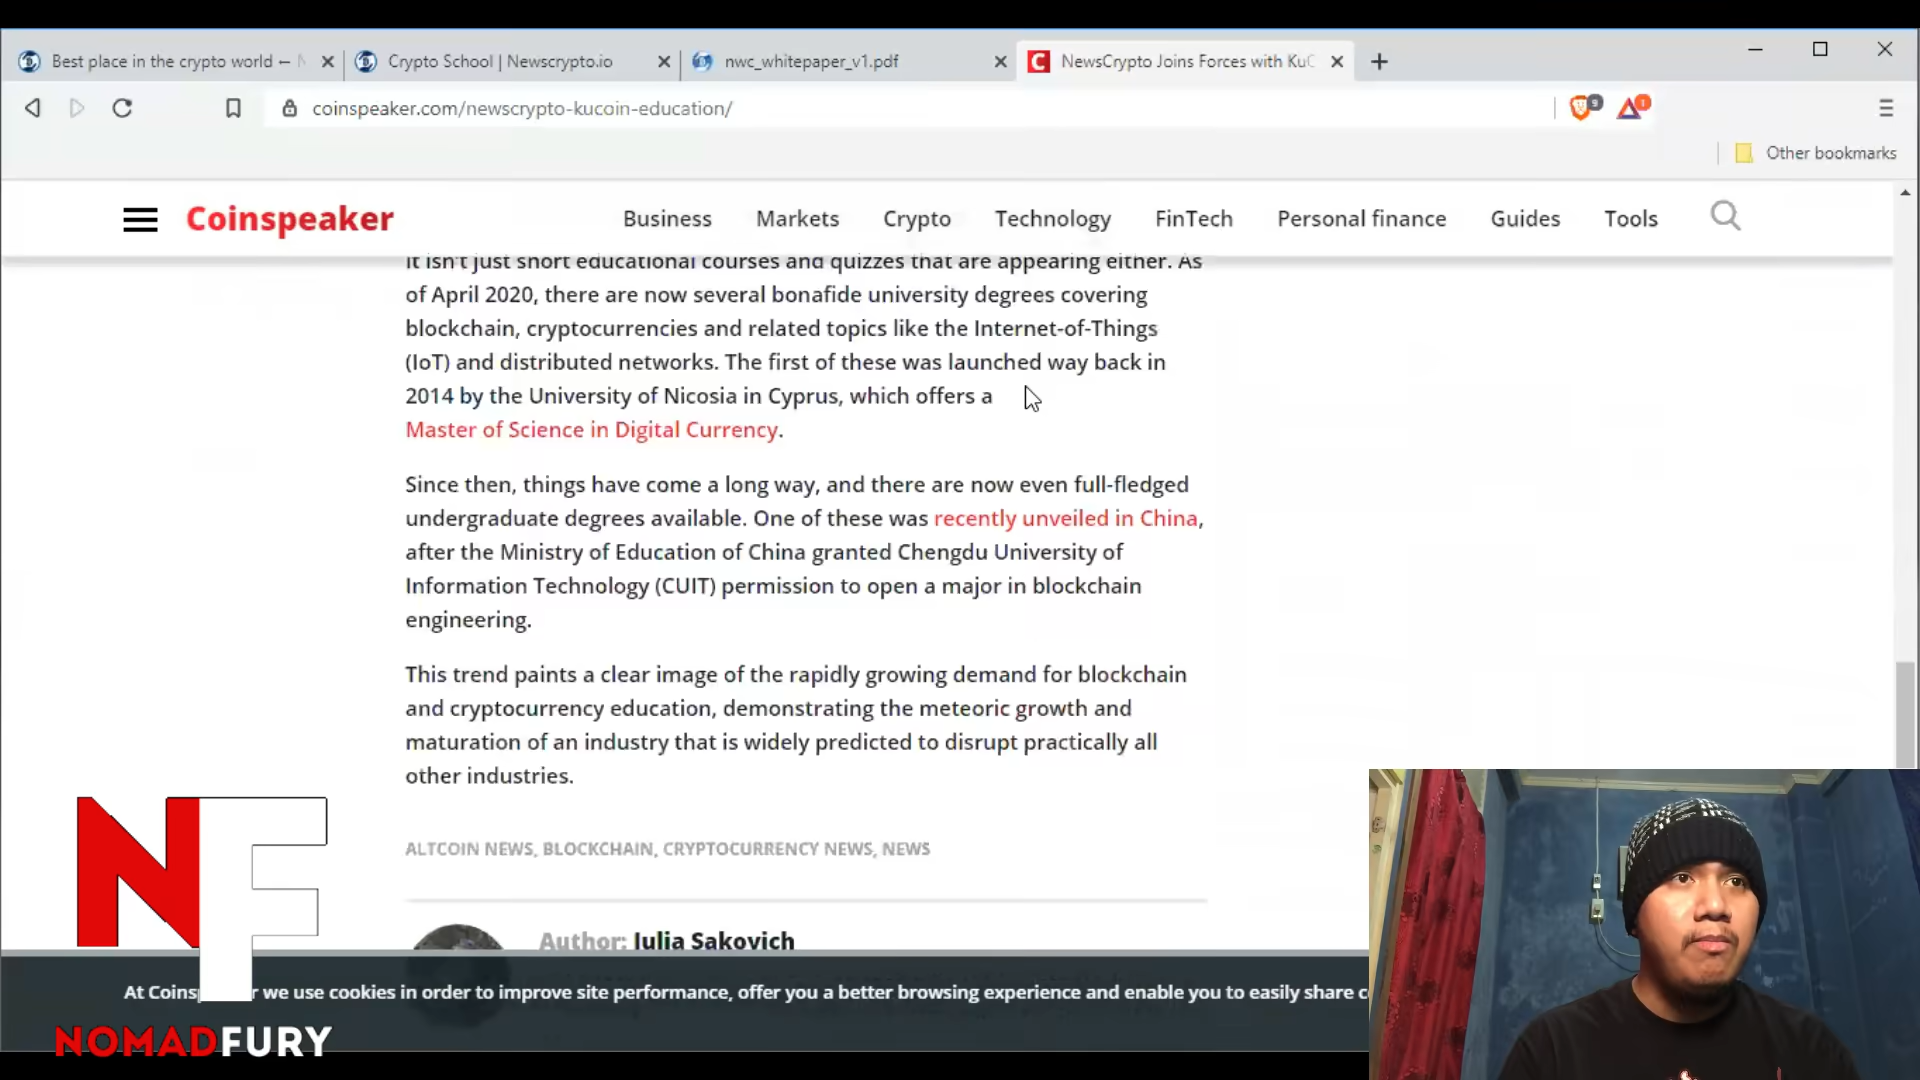 Best place in the crypto world ←
Crypto School | Newscrypto.io
nwc_whitepaper_v1.pdf
NewsCrypto Joins Forces with KuC
coinspeaker.com/newscrypto-kucoin-education/
9
1
Other bookmarks
Coinspeaker
Business
Markets
Crypto
Technology
FinTech
Personal finance
Guides
Tools
It isn't just short educational courses and quizzes that are appearing either. As
of April 2020, there are now several bonafide university degrees covering
blockchain, cryptocurrencies and related topics like the Internet-of-Things
(IoT) and distributed networks. The first of these was launched way back in
2014 by the University of Nicosia in Cyprus, which offers a
Master of Science in Digital Currency.
Since then, things have come a long way, and there are now even full-fledged
undergraduate degrees available. One of these was recently unveiled in China,
after the Ministry of Education of China granted Chengdu University of
Information Technology (CUIT) permission to open a major in blockchain
engineering.
This trend paints a clear image of the rapidly growing demand for blockchain
and cryptocurrency education, demonstrating the meteoric growth and
maturation of an industry that is widely predicted to disrupt practically all
other industries.
ALTCOIN NEWS, BLOCKCHAIN, CRYPTOCURRENCY NEWS, NEWS
Author: Julia Sakovich
At Coins r we use cookies in order to improve site performance, offer you a better browsing experience and enable you to easily share
NF
NOMADFURY